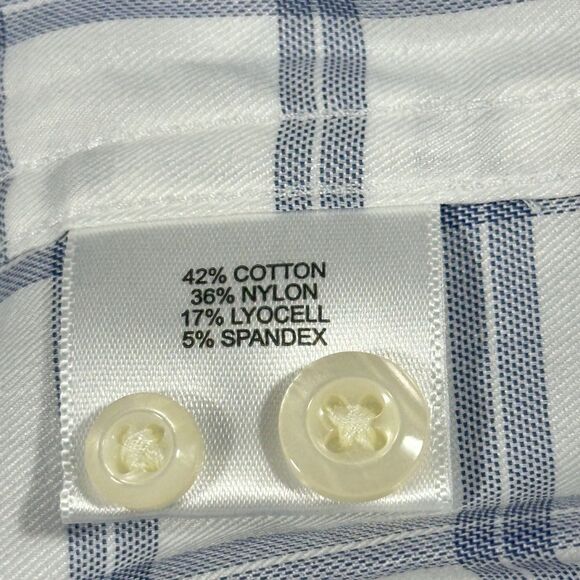 42% COTTON
36% NYLON
17% LYOCELL
5% SPANDEX